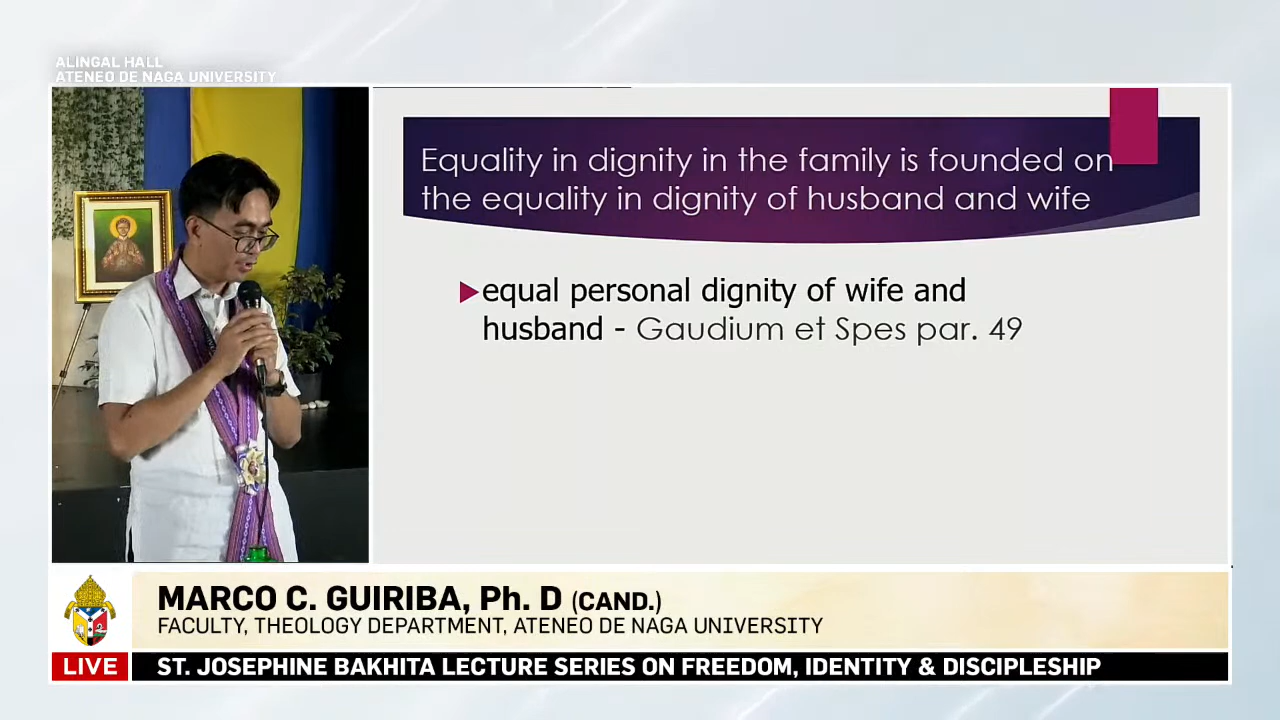 ALINGAL HALL
ATENEO DE NAGA UNIVERSITY
Equality in dignity in the family is founded on
the equality in dignity of husband and wife
equal personal dignity of wife and
husband - Gaudium et Spes par. 49
MARCO C. GUIRIBA, Ph. D (CAND.)
FACULTY, THEOLOGY DEPARTMENT, ATENEO DE NAGA UNIVERSITY
LIVE ST. JOSEPHINE BAKHITA LECTURE SERIES ON FREEDOM, IDENTITY & DISCIPLESHIP